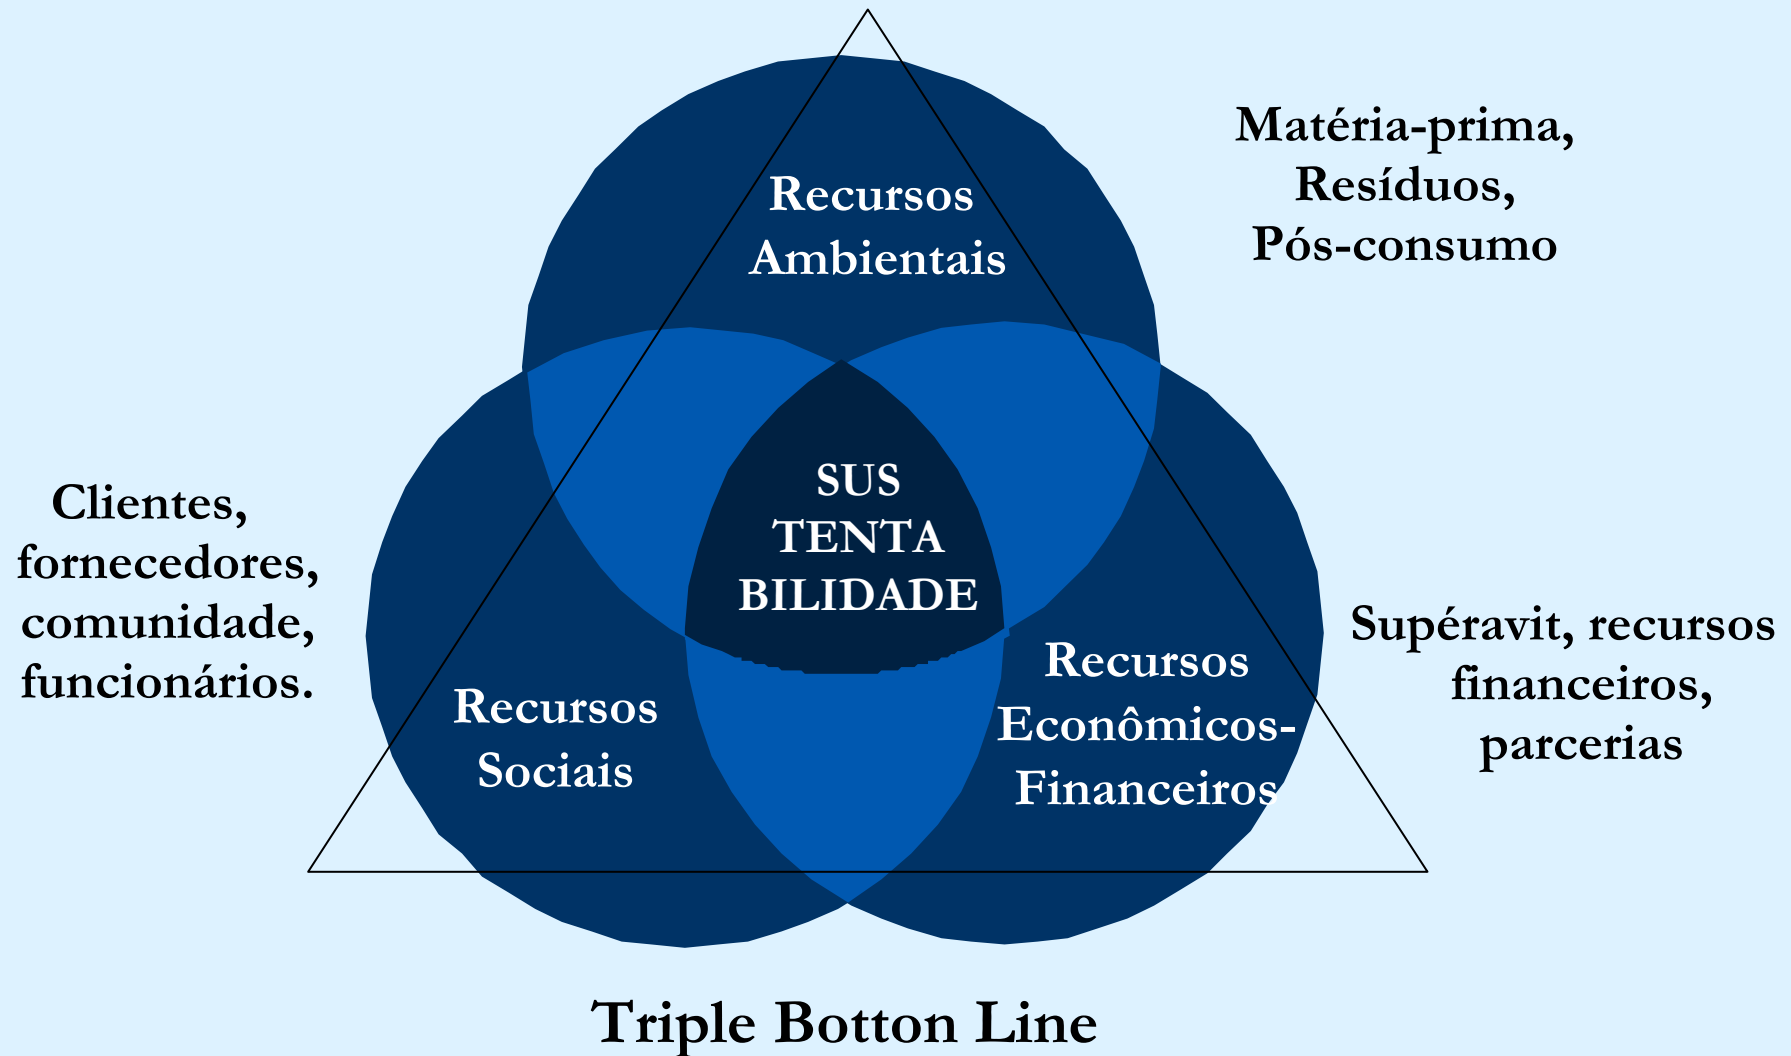 Recursos
Ambientais
Matéria-prima,
Resíduos,
Pós-consumo
SUS
TENTA
BILIDADE
Clientes,
fornecedores,
comunidade,
funcionários.
Recursos
Sociais
Recursos
Econômicos-
Financeiros
Supéravit, recursos
financeiros,
parcerias
Triple Botton Line